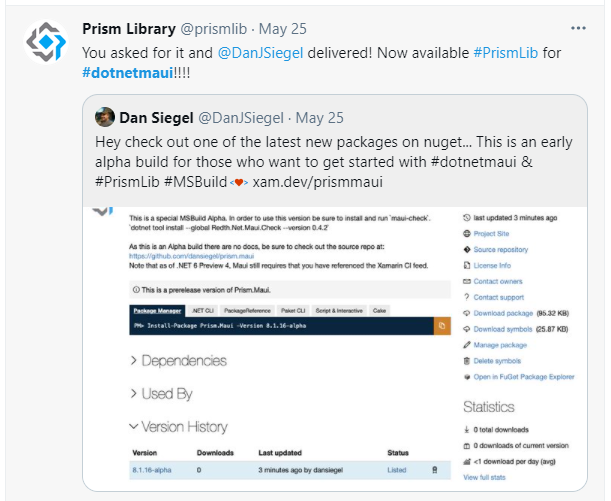 Prism Library @prismlib · May 25
You asked for it and @DanJSiegel delivered! Now available #PrismLib for
#dotnetmaui!!!!
Dan Siegel @DanJSiegel · May 25
Hey check out one of the latest new packages on nuget... This is an early
alpha build for those who want to get started with #dotnetmaui &
#PrismLib #MSBuild xam.dev/prismmaui
This is a special MSBuild Alpha. In order to use this version be sure to install and run `maui-check`.
`dotnet tool install --global Redth.Net.Maui.Check --version 0.4.2`
As this is an Alpha build there are no docs, be sure to check out the source repo at:
https://github.com/dansiegel/prism.maui
Note that as of .NET 6 Preview 4, Maui still requires that you have referenced the Xamarin CI feed.
This is a prerelease version of Prism.Maui.
Package Manager .NET CLI PackageReference Paket CLI Script & Interactive Cake
PM> Install-Package Prism.Maui -Version 8.1.16-alpha
Dependencies
Used By
Version History
Version Downloads Last updated Status
8.1.16-alpha 0 3 minutes ago by dansiegel Listed
last updated 3 minutes ago
Project Site
Source repository
License Info
Contact owners
Contact support
Download package (95.32 KB)
Download symbols (25.87 KB)
Manage package
Delete symbols
Open in FuGet Package Explorer
Statistics
0 total downloads
0 downloads of current version
<1 download per day (avg)
View full stats